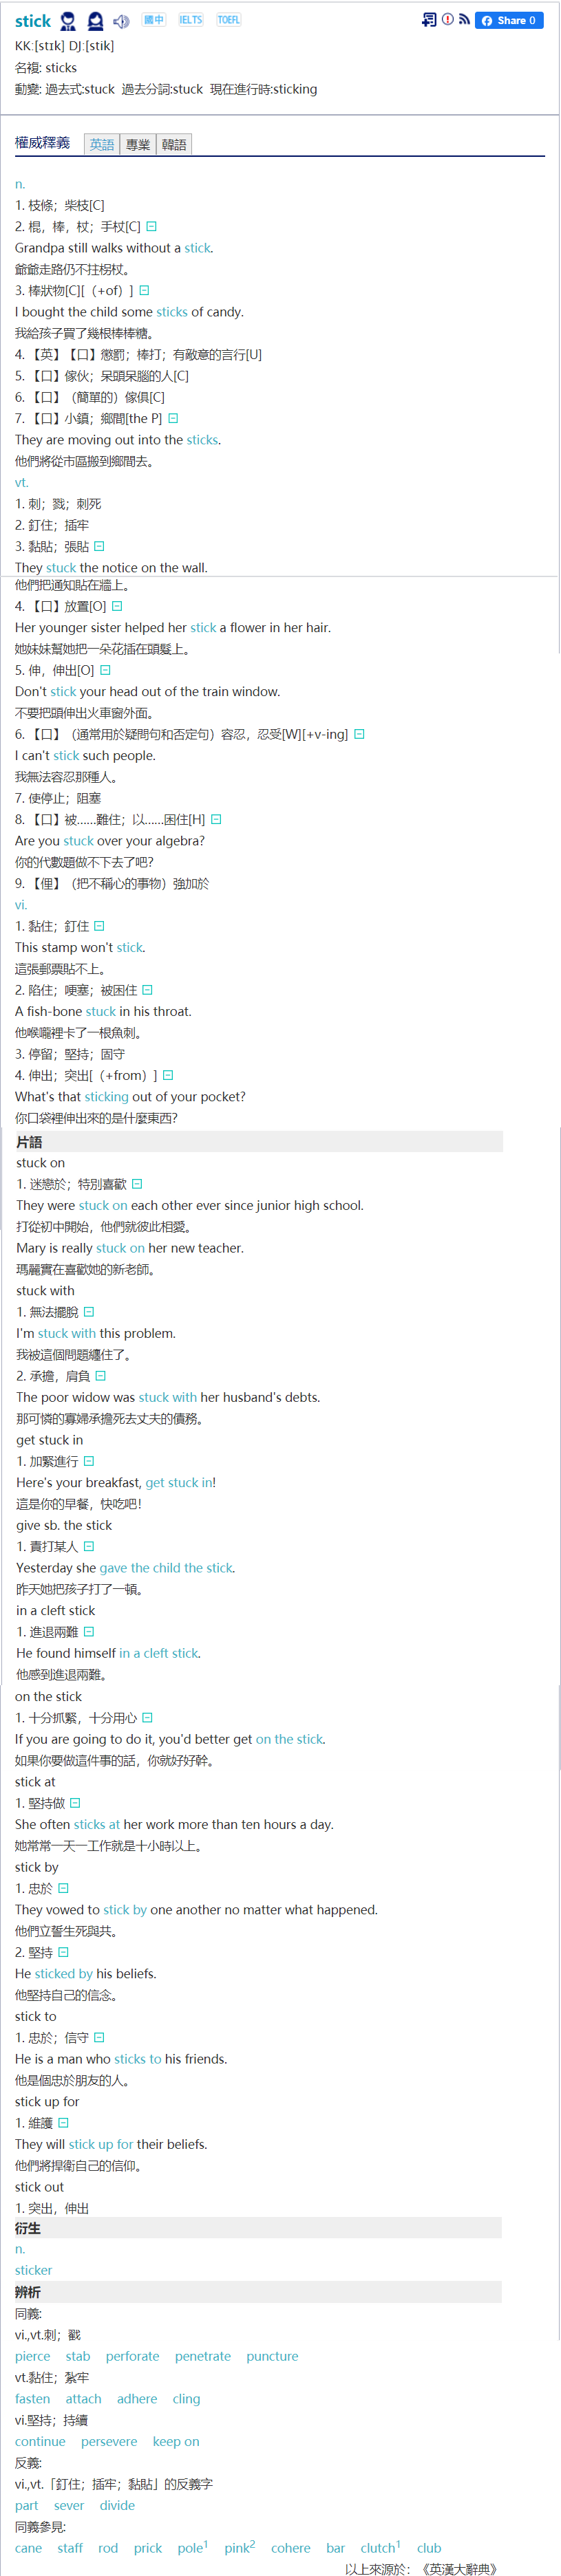 stick 國中 IELTS TOEFL Share 0
KK:[stɪk] DJ:[stik]
名複: sticks
動變: 過去式:stuck 過去分詞:stuck 現在進行時:sticking
權威釋義 英語 專業 韓語
n.
1. 枝條；柴枝[C]
2. 棍，棒，杖；手杖[C]
Grandpa still walks without a stick.
爺爺走路仍不拄柺杖。
3. 棒狀物[C][（+of）]
I bought the child some sticks of candy.
我給孩子買了幾根棒棒糖。
4. 【英】【口】懲罰；棒打；有敵意的言行[U]
5. 【口】傢伙；呆頭呆腦的人[C]
6. 【口】（簡單的）傢俱[C]
7. 【口】小鎮；鄉間[the P]
They are moving out into the sticks.
他們將從市區搬到鄉間去。
vt.
1. 刺；戮；刺死
2. 釘住；插牢
3. 黏貼；張貼
They stuck the notice on the wall.
他們把通知貼在牆上。
4. 【口】放置[O]
Her younger sister helped her stick a flower in her hair.
她妹妹幫她把一朵花插在頭髮上。
5. 伸，伸出[O]
Don't stick your head out of the train window.
不要把頭伸出火車窗外面。
6. 【口】（通常用於疑問句和否定句）容忍，忍受[W][+v-ing]
I can't stick such people.
我無法容忍那種人。
7. 使停止；阻塞
8. 【口】被……難住；以……困住[H]
Are you stuck over your algebra?
你的代數題做不下去了吧？
9. 【俚】（把不稱心的事物）強加於
vi.
1. 黏住；釘住
This stamp won't stick.
這張郵票貼不上。
2. 陷住；哽塞；被困住
A fish-bone stuck in his throat.
他喉嚨裡卡了一根魚刺。
3. 停留；堅持；固守
4. 伸出；突出[（+from）]
What's that sticking out of your pocket?
你口袋裡伸出來的是什麼東西？
片語
stuck on
1. 迷戀於；特別喜歡
They were stuck on each other ever since junior high school.
打從初中開始，他們就彼此相愛。
Mary is really stuck on her new teacher.
瑪麗實在喜歡她的新老師。
stuck with
1. 無法擺脫
I'm stuck with this problem.
我被這個問題纏住了。
2. 承擔，肩負
The poor widow was stuck with her husband's debts.
那可憐的寡婦承擔死去丈夫的債務。
get stuck in
1. 加緊進行
Here's your breakfast, get stuck in!
這是你的早餐，快吃吧！
give sb. the stick
1. 責打某人
Yesterday she gave the child the stick.
昨天她把孩子打了一頓。
in a cleft stick
1. 進退兩難
He found himself in a cleft stick.
他感到進退兩難。
on the stick
1. 十分抓緊，十分用心
If you are going to do it, you'd better get on the stick.
如果你要做這件事的話，你就好好幹。
stick at
1. 堅持做
She often sticks at her work more than ten hours a day.
她常常一天一工作就是十小時以上。
stick by
1. 忠於
They vowed to stick by one another no matter what happened.
他們立誓生死與共。
2. 堅持
He sticked by his beliefs.
他堅持自己的信念。
stick to
1. 忠於；信守
He is a man who sticks to his friends.
他是個忠於朋友的人。
stick up for
1. 維護
They will stick up for their beliefs.
他們將捍衛自己的信仰。
stick out
1. 突出，伸出
衍生
n.
sticker
辨析
同義:
vi.,vt.刺；戳
pierce stab perforate penetrate puncture
vt.黏住；紮牢
fasten attach adhere cling
vi.堅持；持續
continue persevere keep on
反義:
vi.,vt.「釘住；插牢；黏貼」的反義字
part sever divide
同義參見:
cane staff rod prick pole1 pink2 cohere bar clutch1 club
以上來源於：《英漢大辭典》